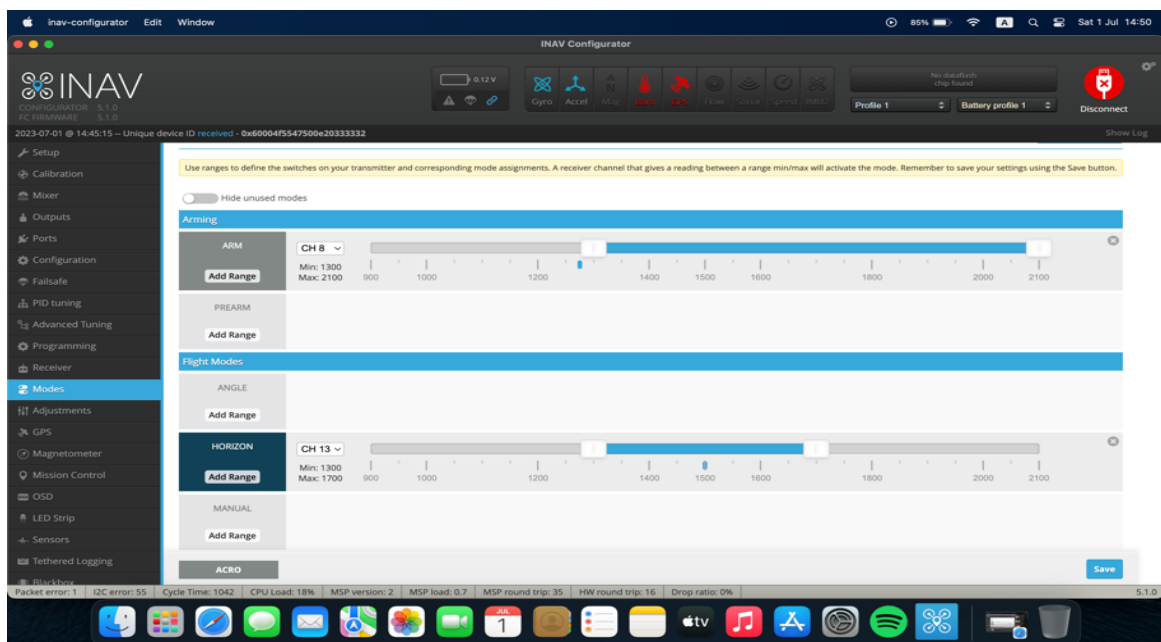 inav-configurator Edit Window 85% A Sat 1 Jul 14:50
INAV Configurator
INAV
CONFIGURATOR 5.1.0
FC FIRMWARE 5.1.0
0.12 V
Gyro Accel Mag Baro GPS Flow Sonar Speed IMU2
No dataflash
chip found
Profile 1 Battery profile 1
Disconnect
2023-07-01 @ 14:45:15 -- Unique device ID received - 0x60004f5547500e20333332 Show Log
Setup
Calibration
Mixer
Outputs
Ports
Configuration
Failsafe
PID tuning
Advanced Tuning
Programming
Receiver
Modes
Adjustments
GPS
Magnetometer
Mission Control
OSD
LED Strip
Sensors
Tethered Logging
Blackbox
Use ranges to define the switches on your transmitter and corresponding mode assignments. A receiver channel that gives a reading between a range min/max will activate the mode. Remember to save your settings using the Save button.
Hide unused modes
Arming
ARM
Add Range
CH 8
Min: 1300
Max: 2100
900 1000 1200 1400 1500 1600 1800 2000 2100
PREARM
Add Range
Flight Modes
ANGLE
Add Range
HORIZON
Add Range
CH 13
Min: 1300
Max: 1700
900 1000 1200 1400 1500 1600 1800 2000 2100
MANUAL
Add Range
ACRO
Save
Packet error: 1 I2C error: 55 Cycle Time: 1042 CPU Load: 18% MSP version: 2 MSP load: 0.7 MSP round trip: 35 HW round trip: 16 Drop ratio: 0% 5.1.0
JUL
1
tv